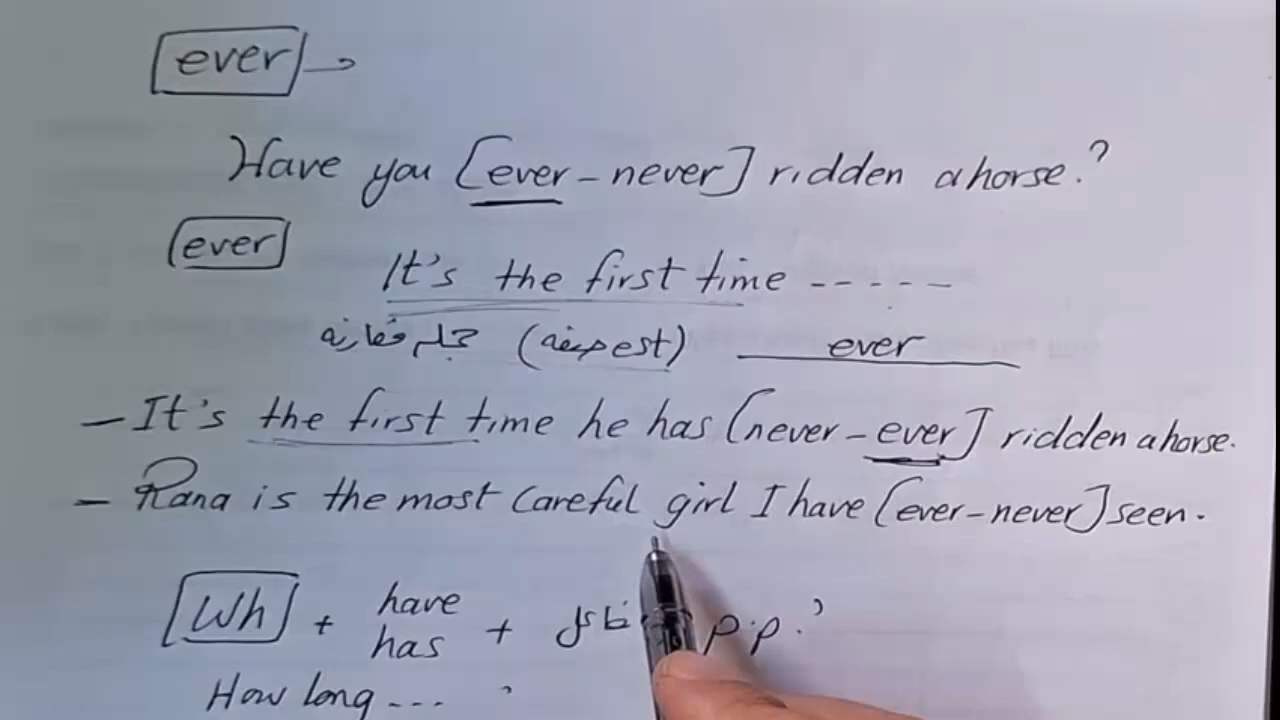 ever →
Have you [ever - never] ridden a horse.?
ever
It's the first time -----
جمل مقارنه (صيغه est) ever
- It's the first time he has [never - ever] ridden a horse.
- Rana is the most careful girl I have [ever - never] seen.
Wh + have has + فاعل p.p.?
How long ... ?